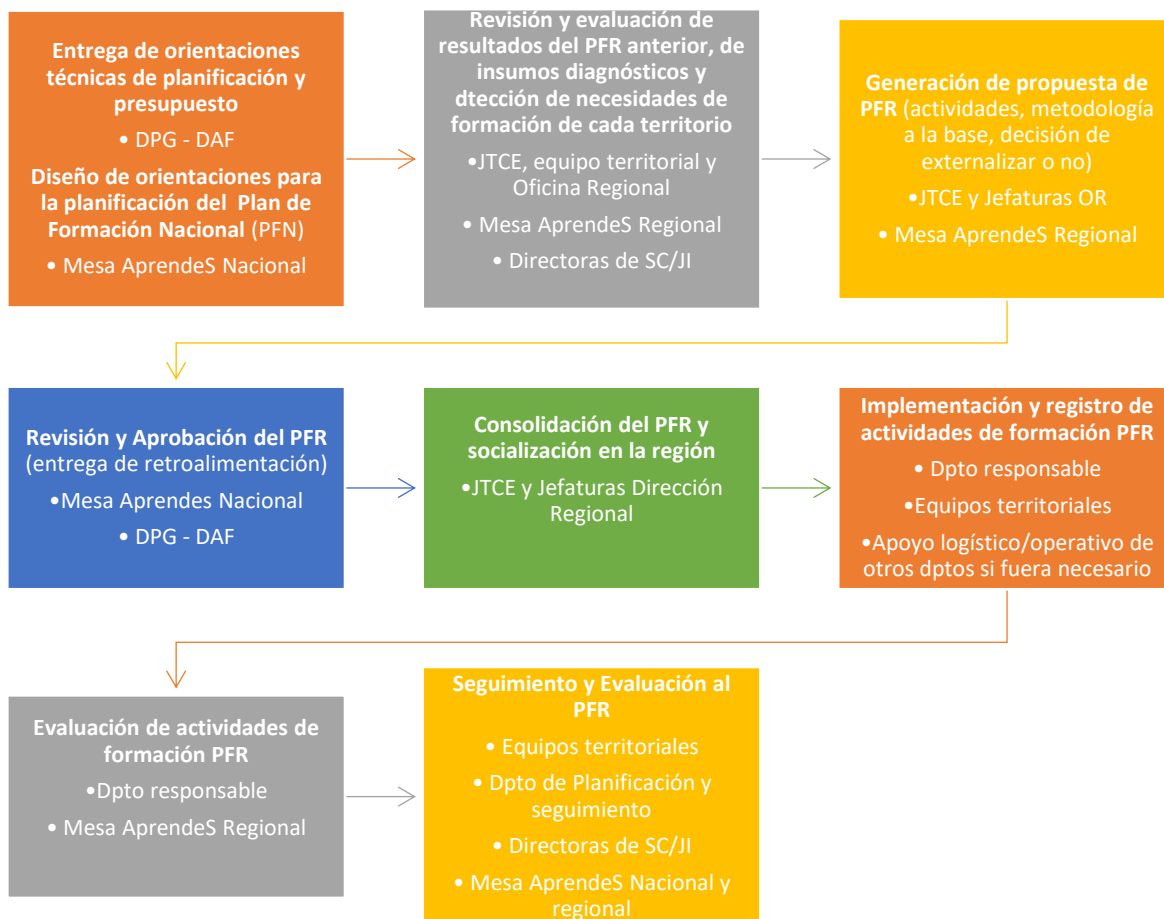 Entrega de orientaciones
técnicas de planificación y
presupuesto
• DPG - DAF
Diseño de orientaciones para
la planificación del Plan de
Formación Nacional (PFN)
• Mesa AprendeS Nacional
Revisión y evaluación de
resultados del PFR anterior, de
insumos diagnósticos y
dtección de necesidades de
formación de cada territorio
•JTCE, equipo territorial y
Oficina Regional
• Mesa AprendeS Regional
• Directoras de SC/JI
Generación de propuesta de
PFR (actividades, metodología
a la base, decisión de
externalizar o no)
•JTCE y Jefaturas OR
• Mesa AprendeS Regional
Revisión y Aprobación del PFR
(entrega de retroalimentación)
•Mesa Aprendes Nacional
• DPG - DAF
Consolidación del PFR y
socialización en la región
•JTCE y Jefaturas Dirección
Regional
Implementación y registro de
actividades de formación PFR
• Dpto responsable
•Equipos territoriales
•Apoyo logístico/operativo de
otros dptos si fuera necesario
Evaluación de actividades de
formación PFR
•Dpto responsable
• Mesa AprendeS Regional
Seguimiento y Evaluación al
PFR
• Equipos territoriales
• Dpto de Planificación y
seguimiento
• Directoras de SC/JI
• Mesa AprendeS Nacional y
regional